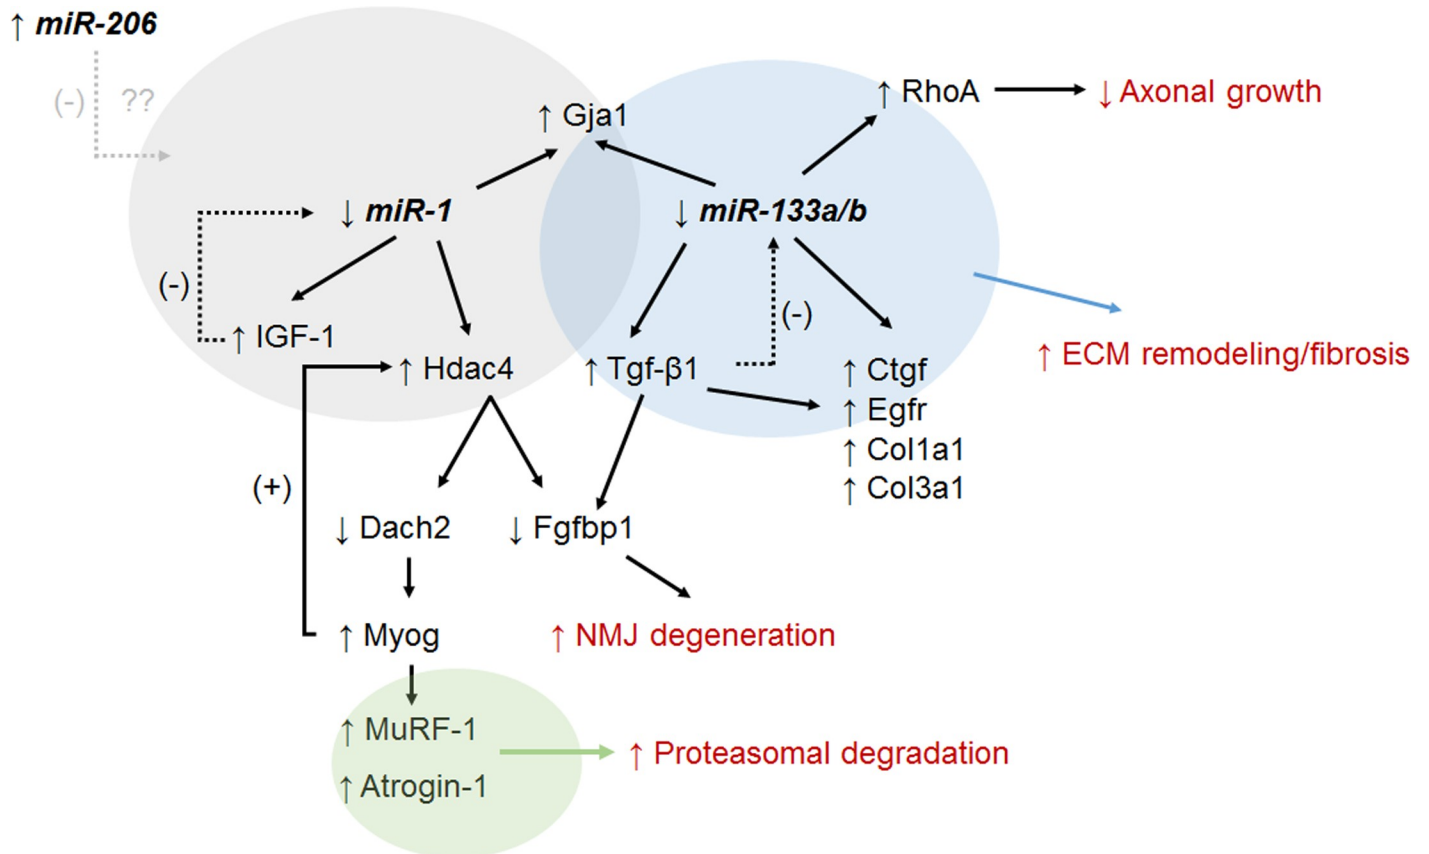 ↑ miR-206
(-) ??
↑ Gja1
↑ RhoA
↓ Axonal growth
↓ miR-1
↓ miR-133a/b
(-)
(-)
↑ IGF-1
↑ Hdac4
↑ Tgf-β1
↑ Ctgf
↑ Egfr
↑ Col1a1
↑ Col3a1
↑ ECM remodeling/fibrosis
(+)
↓ Dach2
↓ Fgfbp1
↑ Myog
↑ NMJ degeneration
↑ MuRF-1
↑ Atrogin-1
↑ Proteasomal degradation